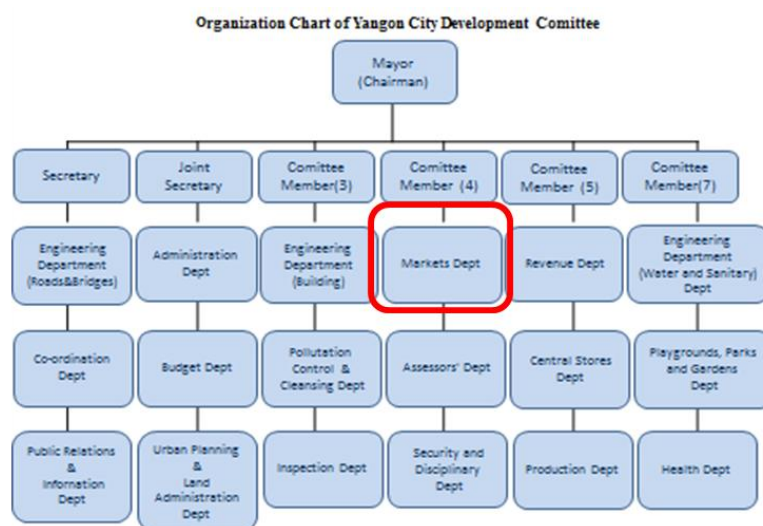 Organization Chart of Yangon City Development Comittee
Mayor
(Chairman)
Secretary
Joint
Secretary
Comittee
Member(3)
Comittee
Member (4)
Comittee
Member (5)
Comittee
Member(7)
Engineering
Department
(Roads&Bridges)
Administration
Dept
Engineering
Department
(Building)
Markets Dept
Revenue Dept
Engineering
Department
(Water and Sanitary)
Dept
Co-ordination
Dept
Budget Dept
Pollutation
Control &
Cleansing Dept
Assessors' Dept
Central Stores
Dept
Playgrounds, Parks
and Gardens
Dept
Public Relations
&
Infornation
Dept
Urban Planning
&
Land
Administration
Dept
Inspection Dept
Security and
Disciplinary
Dept
Production Dept
Health Dept